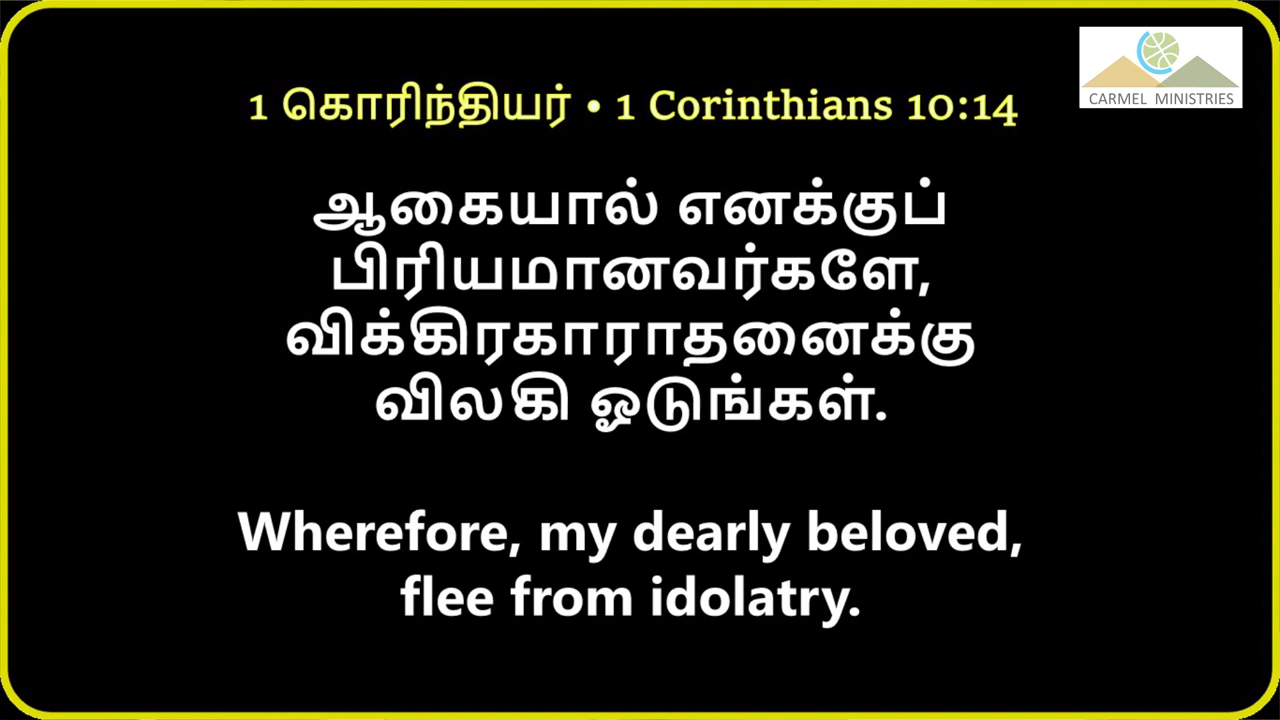 CARMEL MINISTRIES
1 கொரிந்தியர் • 1 Corinthians 10:14
ஆகையால் எனக்குப்
பிரியமானவர்களே,
விக்கிரகாராதனைக்கு
விலகி ஓடுங்கள்.
Wherefore, my dearly beloved,
flee from idolatry.